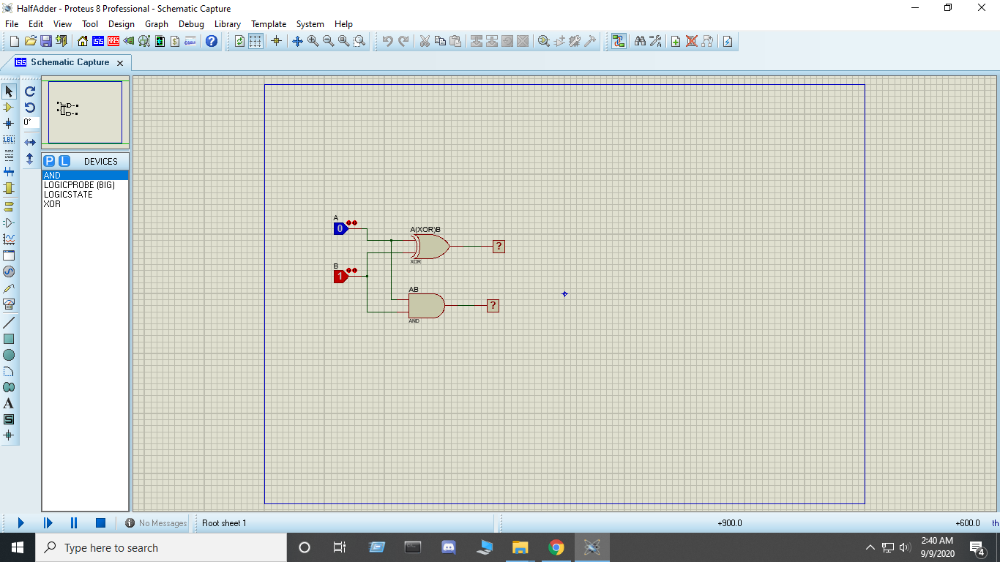 HalfAdder - Proteus 8 Professional - Schematic Capture
File Edit View Tool Design Graph Debug Library Template System Help
Schematic Capture
0°
LBL
P L DEVICES
AND
LOGICPROBE (BIG)
LOGICSTATE
XOR
A
0
A(XOR)B
?
XOR
B
1
AB
?
AND
A
S
No Messages
Root sheet 1
+900.0
+600.0
th
Type here to search
2:40 AM
9/9/2020
4